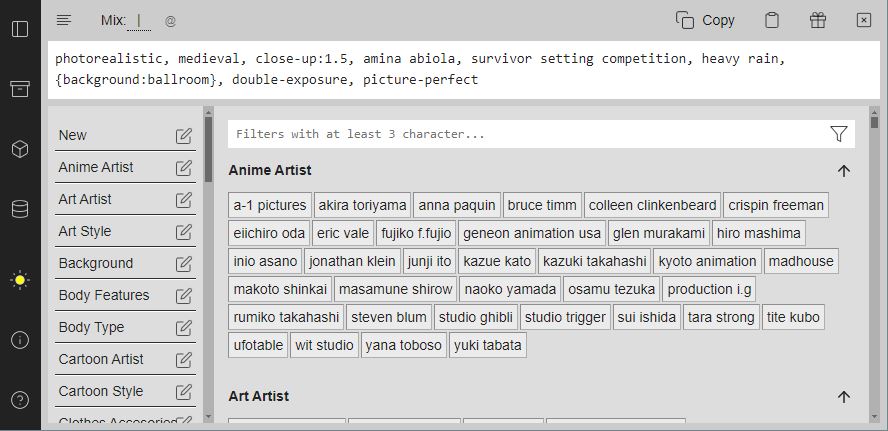 Mix: | @ Copy
photorealistic, medieval, close-up:1.5, amina abiola, survivor setting competition, heavy rain,
{background:ballroom}, double-exposure, picture-perfect
New
Anime Artist
Art Artist
Art Style
Background
Body Features
Body Type
Cartoon Artist
Cartoon Style
Clothes Accesories
Filters with at least 3 character...
Anime Artist
a-1 pictures akira toriyama anna paquin bruce timm colleen clinkenbeard crispin freeman
eiichiro oda eric vale fujiko f.fujio geneon animation usa glen murakami hiro mashima
inio asano jonathan klein junji ito kazue kato kazuki takahashi kyoto animation madhouse
makoto shinkai masamune shirow naoko yamada osamu tezuka production i.g
rumiko takahashi steven blum studio ghibli studio trigger sui ishida tara strong tite kubo
ufotable wit studio yana toboso yuki tabata
Art Artist